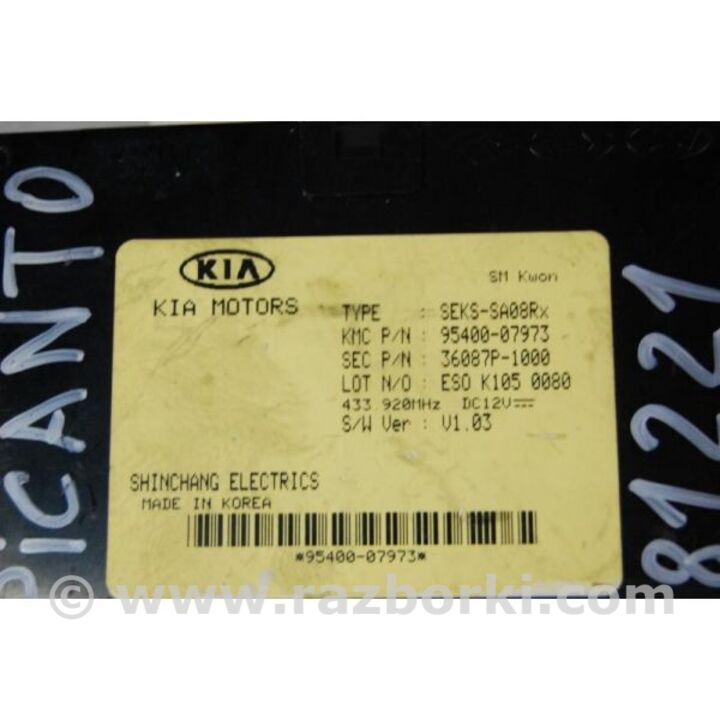 PICANTO
KIA
KIA MOTORS
SM Kwon
TYPE : SEKS-SA08Rx
KMC P/N : 95400-07973
SEC P/N : 36087P-1000
LOT N/O : ESO K105 0080
433.920MHz DC12V
S/W Ver : V1.03
SHINCHANG ELECTRICS
MADE IN KOREA
*95400-07973*
81221
© www.razborki.com